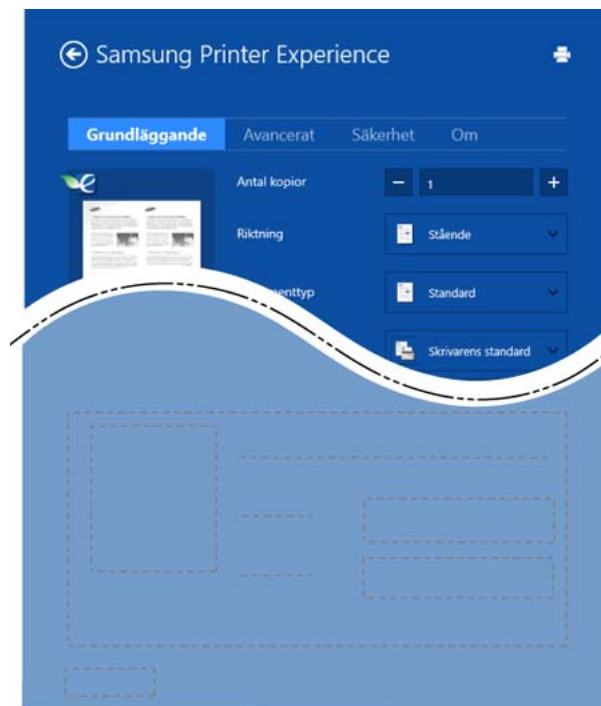 Samsung Printer Experience
Grundläggande Avancerat Säkerhet Om
Antal kopior 1
Riktning Stående
Standard
Skrivarens standard